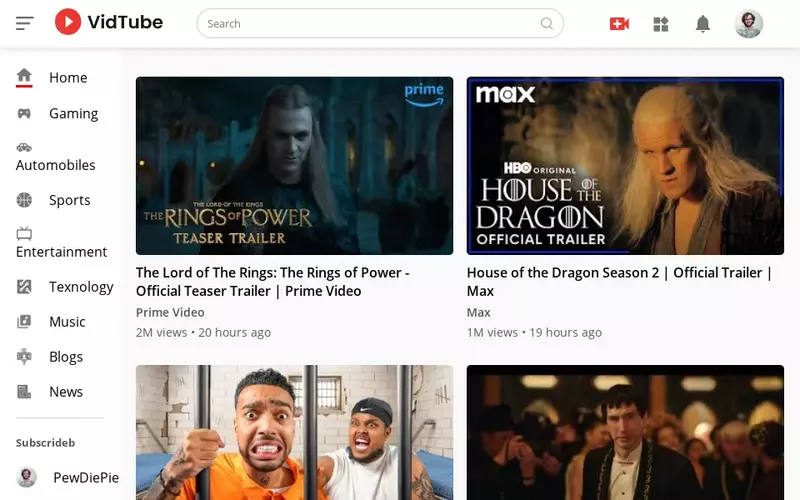 VidTube
Search
Home
Gaming
Automobiles
Sports
Entertainment
Texnology
Music
Blogs
News
Subscrideb
PewDiePie
prime
THE LORD OF THE RINGS
THE RINGS OF POWER
TEASER TRAILER
The Lord of The Rings: The Rings of Power -
Official Teaser Trailer | Prime Video
Prime Video
2M views • 20 hours ago
max
HBO ORIGINAL
HOUSE OF THE
DRAGON
OFFICIAL TRAILER
House of the Dragon Season 2 | Official Trailer |
Max
Max
1M views • 19 hours ago